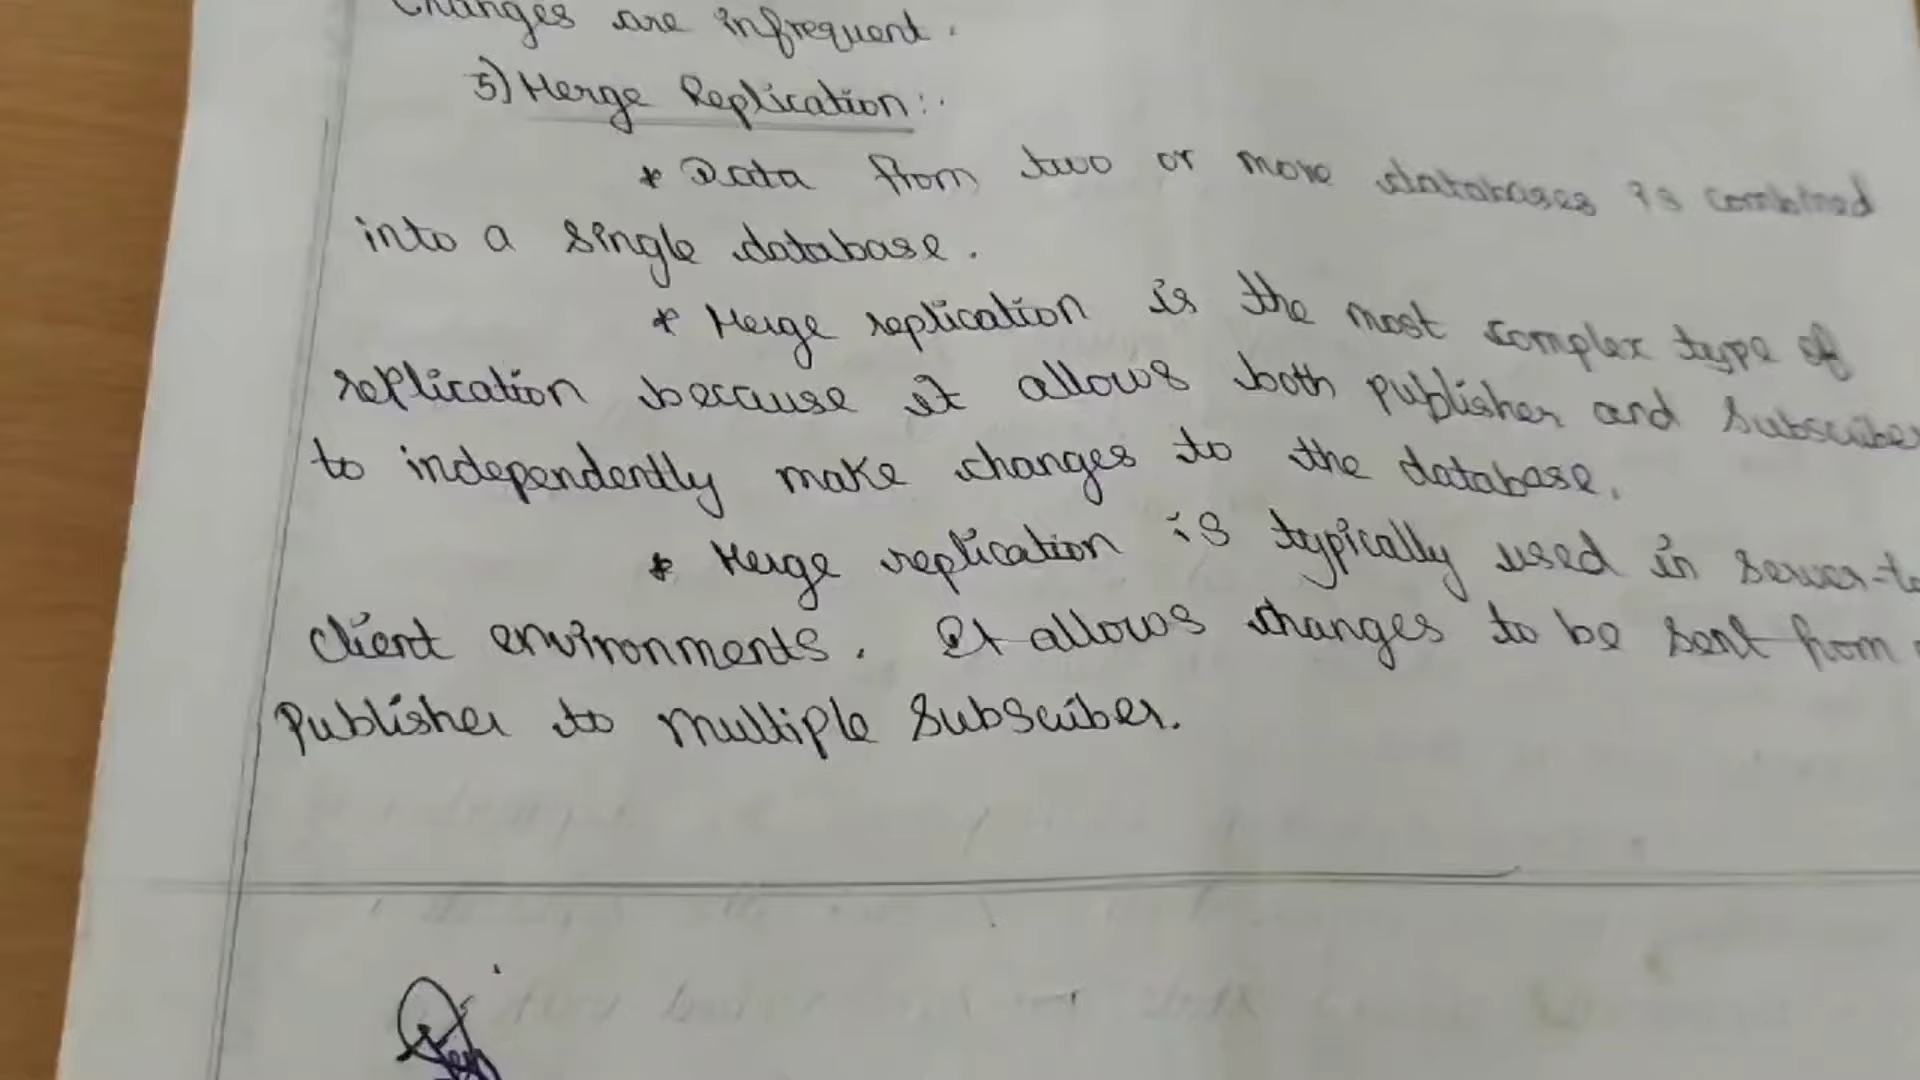 Changes are infrequent.
5) Merge Replication:.
* Data from two or more databases is combined
into a single database.
* Merge replication is the most complex type of
replication because it allows both publisher and subscriber
to independently make changes to the database.
* Merge replication is typically used in server-to
client environments. It allows changes to be sent from
Publisher to multiple Subscriber.